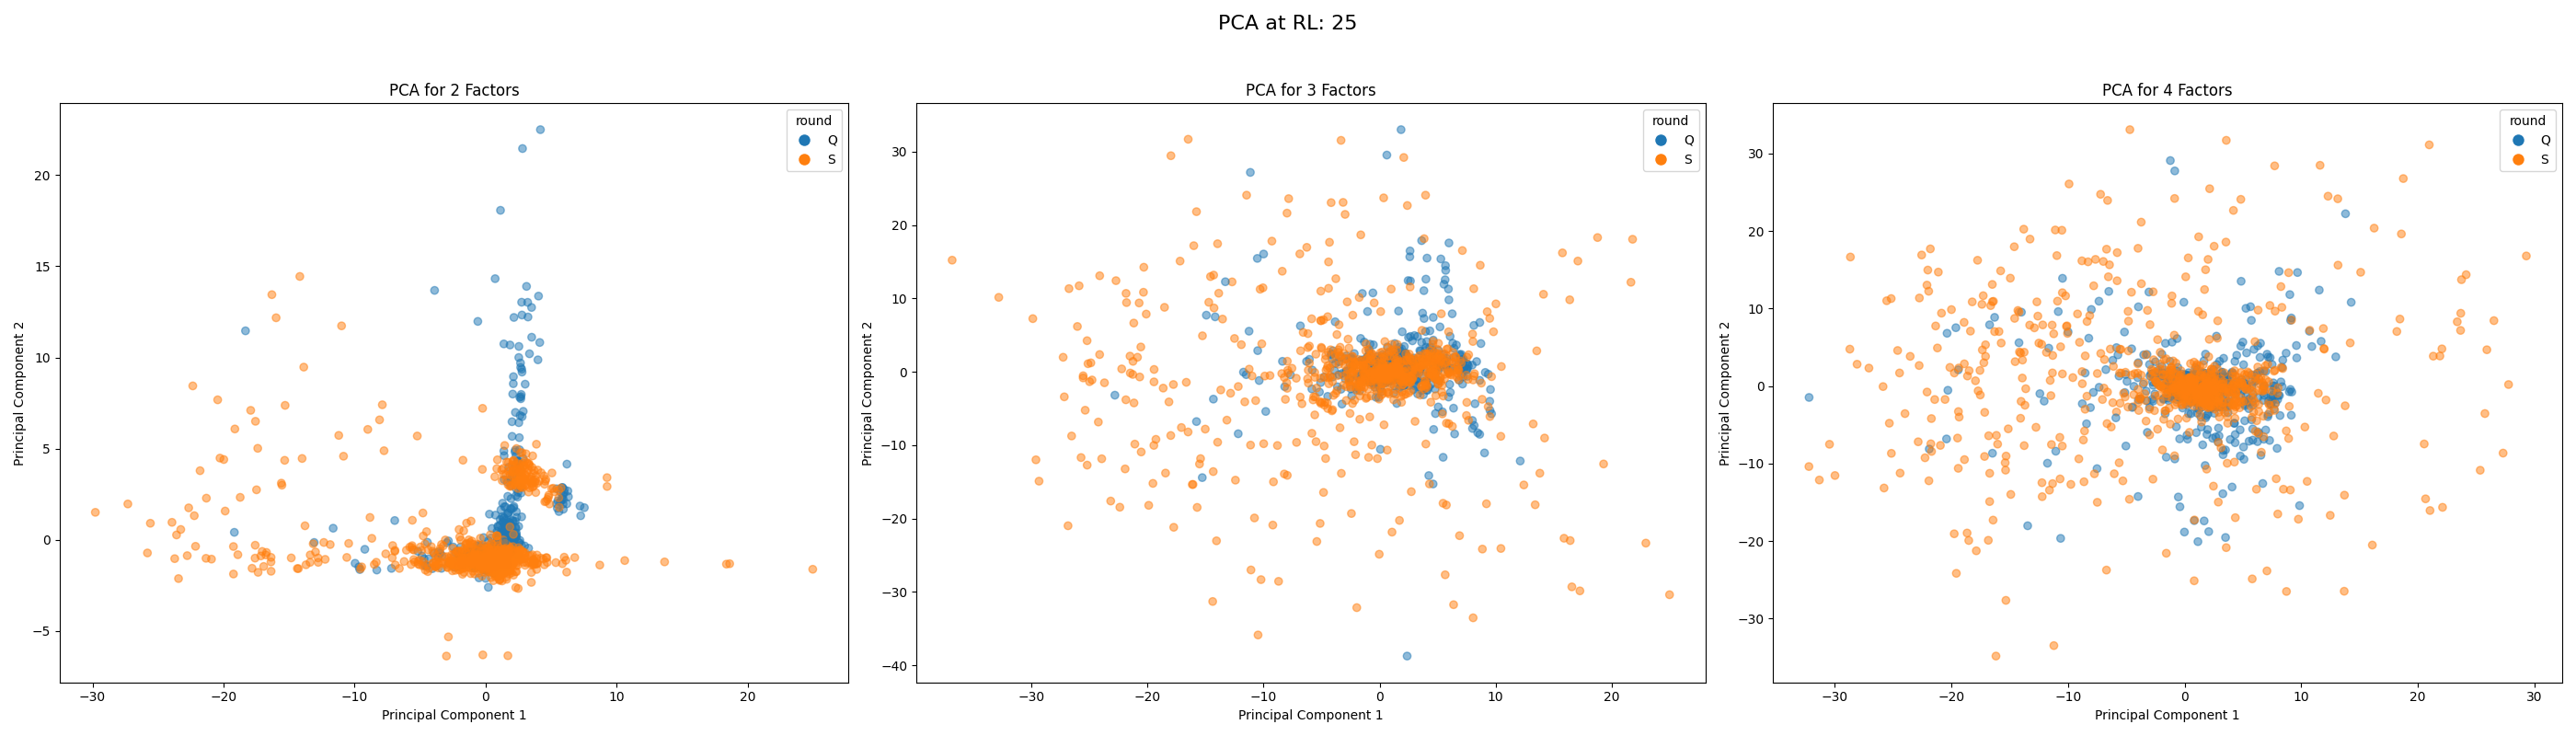 PCA at RL: 25
PCA for 2 Factors
round
Q
S
20
15
10
5
0
−5
−30
−20
−10
0
10
20
Principal Component 1
Principal Component 2
PCA for 3 Factors
round
Q
S
30
20
10
0
−10
−20
−30
−40
−30
−20
−10
0
10
20
Principal Component 1
Principal Component 2
PCA for 4 Factors
round
Q
S
30
20
10
0
−10
−20
−30
−30
−20
−10
0
10
20
30
Principal Component 1
Principal Component 2